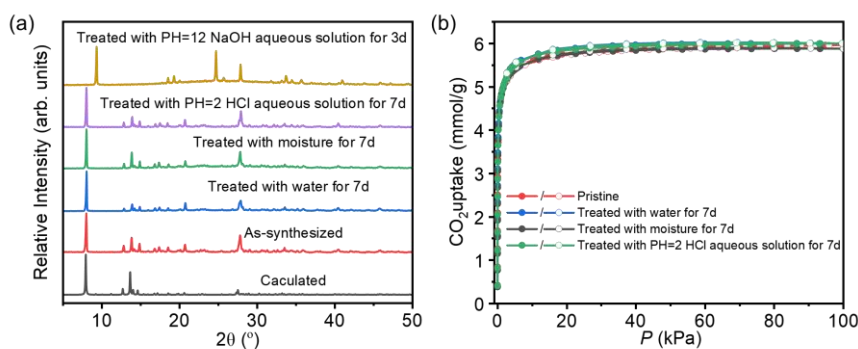 (a)
Relative Intensity (arb. units)
Treated with PH=12 NaOH aqueous solution for 3d
Treated with PH=2 HCl aqueous solution for 7d
Treated with moisture for 7d
Treated with water for 7d
As-synthesized
Caculated
10 20 30 40 50
2θ (º)
(b)
CO₂uptake (mmol/g)
6
5
4
3
2
1
0
/ Pristine
/ Treated with water for 7d
/ Treated with moisture for 7d
/ Treated with PH=2 HCl aqueous solution for 7d
0 20 40 60 80 100
P (kPa)